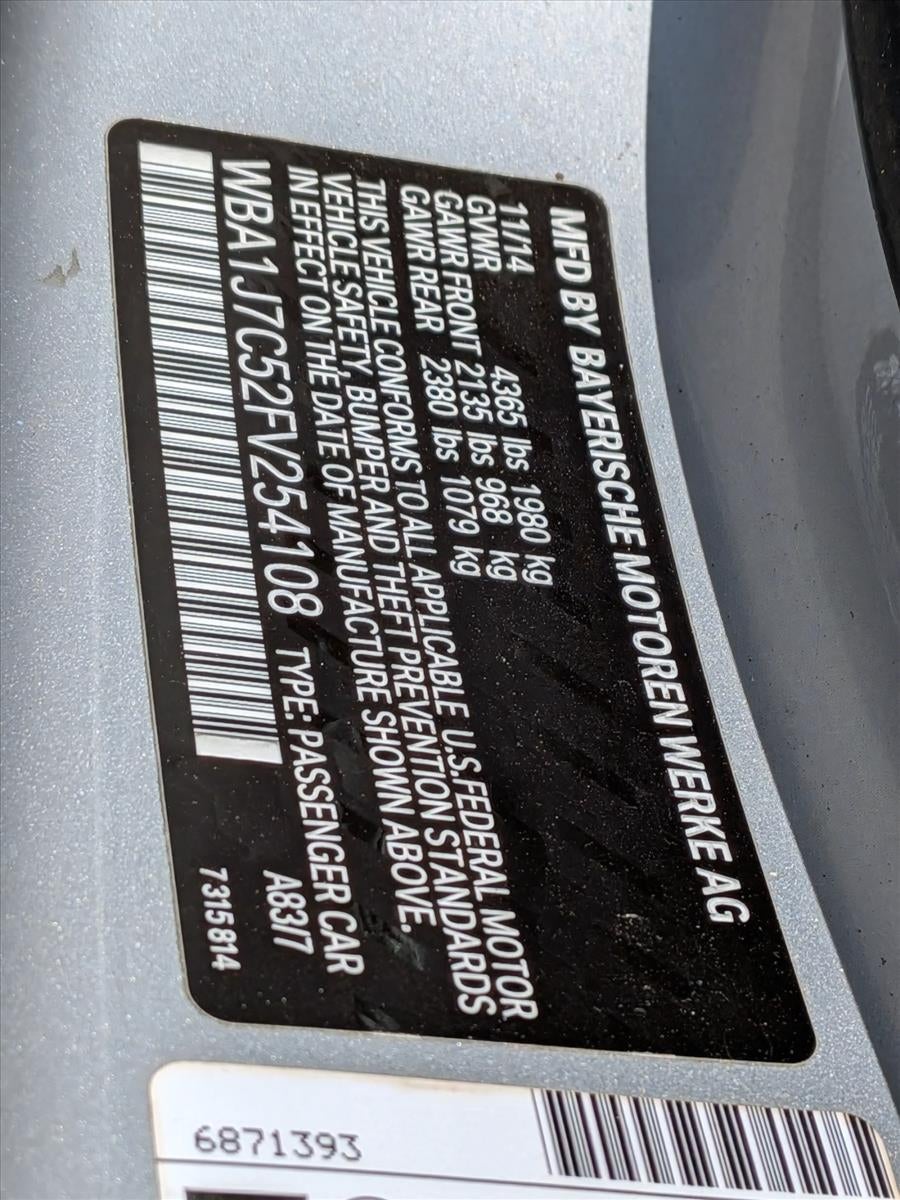 MFD BY BAYERISCHE MOTOREN WERKE AG
11/14
GVWR 4365 lbs 1980 kg
GAWR FRONT 2135 lbs 968 kg
GAWR REAR 2380 lbs 1079 kg
THIS VEHICLE CONFORMS TO ALL APPLICABLE U.S.FEDERAL MOTOR
VEHICLE SAFETY, BUMPER AND THEFT PREVENTION STANDARDS
IN EFFECT ON THE DATE OF MANUFACTURE SHOWN ABOVE.
WBA1J7C52FV254108 TYPE: PASSENGER CAR
A83I7
7315814
6871393